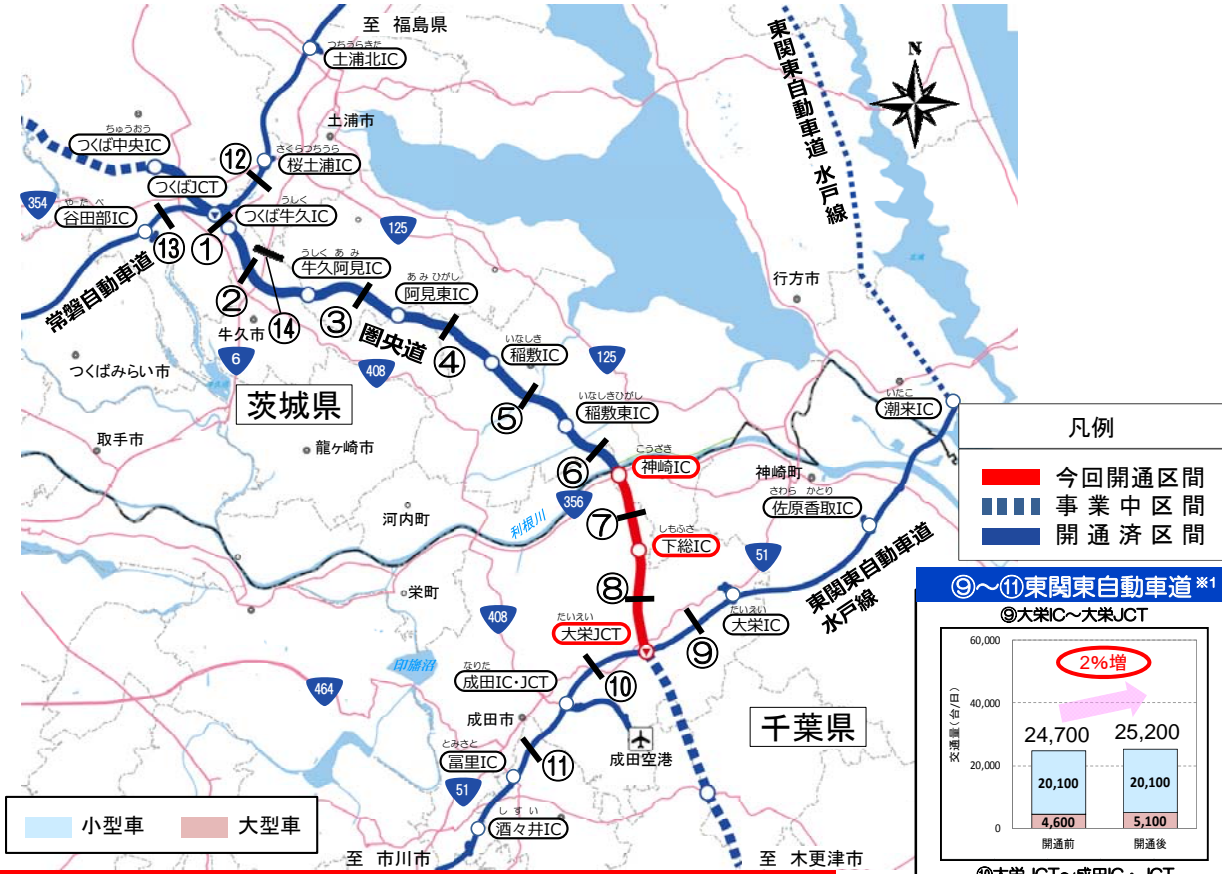 至 福島県
つちうらきた
土浦北IC
土浦市
ちゅうおう
つくば中央IC
さくらつちうら
桜土浦IC
⑫
つくばJCT
354
やたべ
谷田部IC
うしく
つくば牛久IC
⑬
①
125
常磐自動車道
②
⑭
牛久市
うしく あみ
牛久阿見IC
③
あみ ひがし
阿見東IC
圏央道
④
6
408
つくばみらい市
茨城県
いなしき
稲敷IC
125
⑤
いなしきひがし
稲敷東IC
⑥
取手市
龍ヶ崎市
こうざき
神崎IC
神崎町
356
河内町
利根川
⑦
しもふさ
下総IC
さわら かとり
佐原香取IC
51
栄町
⑧
408
たいえい
大栄JCT
たいえい
大栄IC
⑨
東関東自動車道
水戸線
印旛沼
なりた
成田IC・JCT
⑩
464
成田市
千葉県
とみさと
富里IC
⑪
成田空港
51
しすい
酒々井IC
至 市川市
至 木更津市
N
東関東自動車道 水戸線
行方市
いたこ
潮来IC
小型車
大型車
凡例
今回開通区間
事業中区間
開通済区間
⑨～⑪東関東自動車道※1
⑨大栄IC～大栄JCT
60,000
40,000
20,000
0
交通量(台/日)
2%増
24,700
25,200
20,100
20,100
4,600
5,100
開通前
開通後
⑩大栄JCT～成田IC・JCT